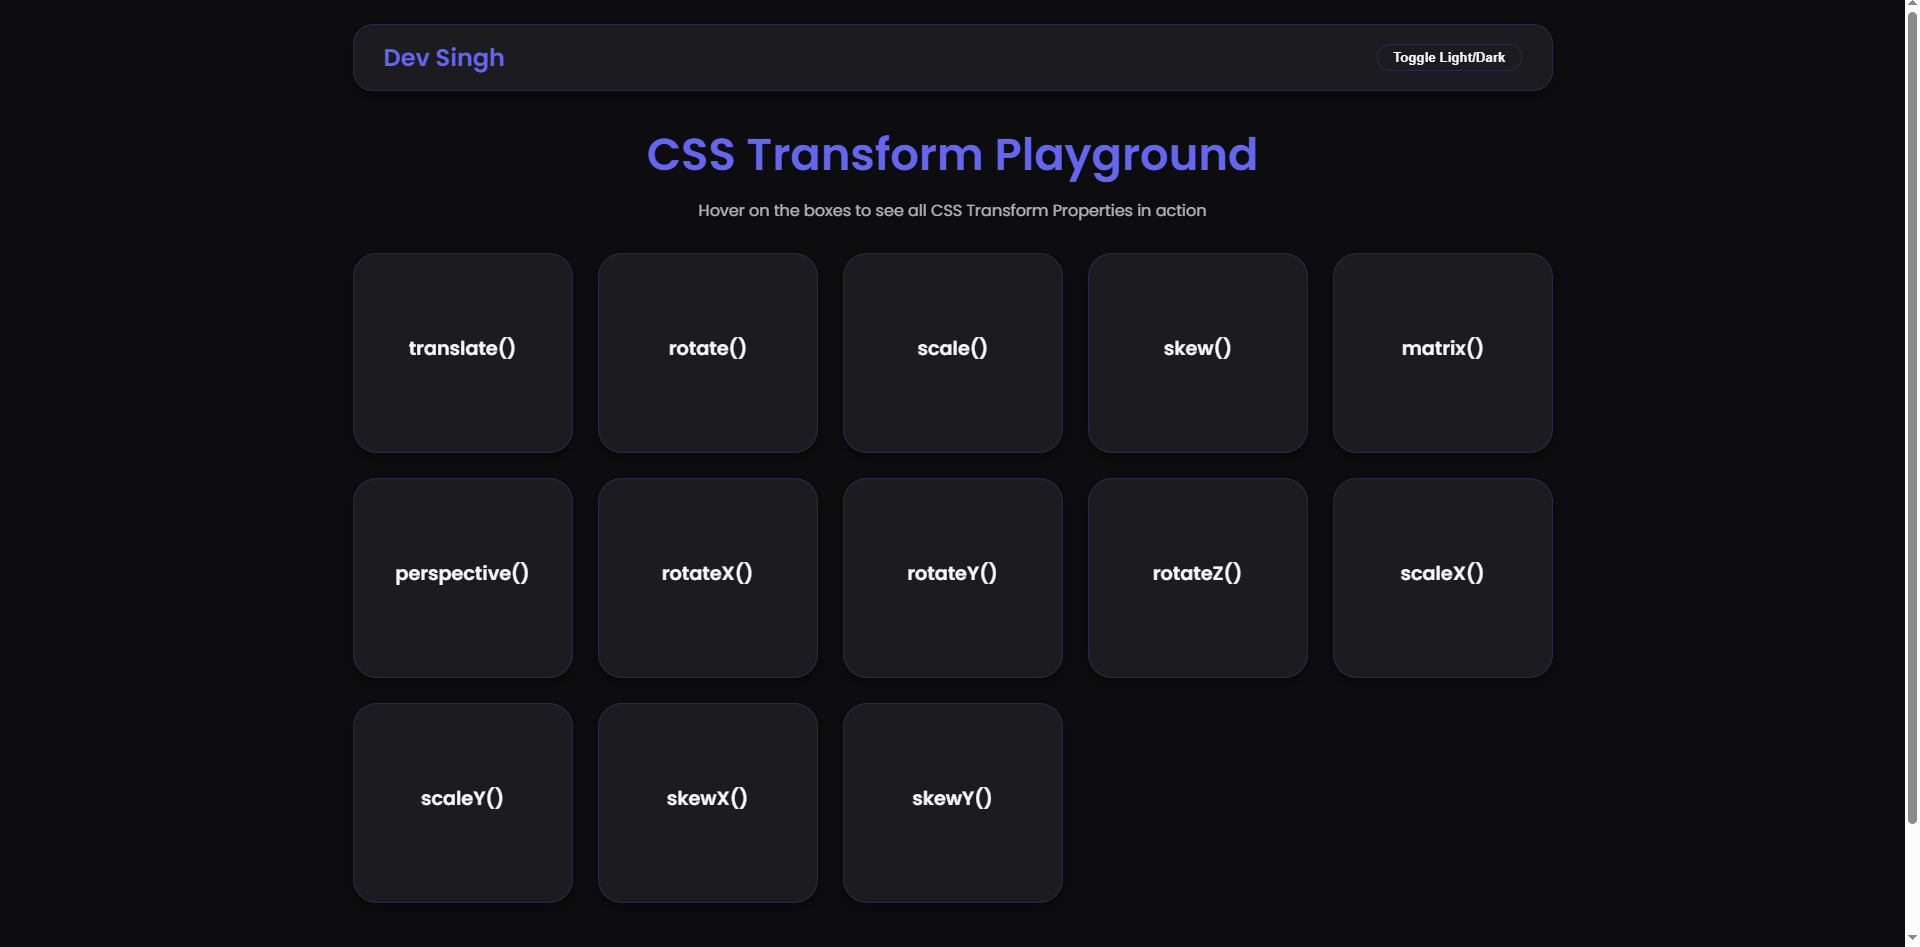 Dev Singh
Toggle Light/Dark
CSS Transform Playground
Hover on the boxes to see all CSS Transform Properties in action
translate()
rotate()
scale()
skew()
matrix()
perspective()
rotateX()
rotateY()
rotateZ()
scaleX()
scaleY()
skewX()
skewY()